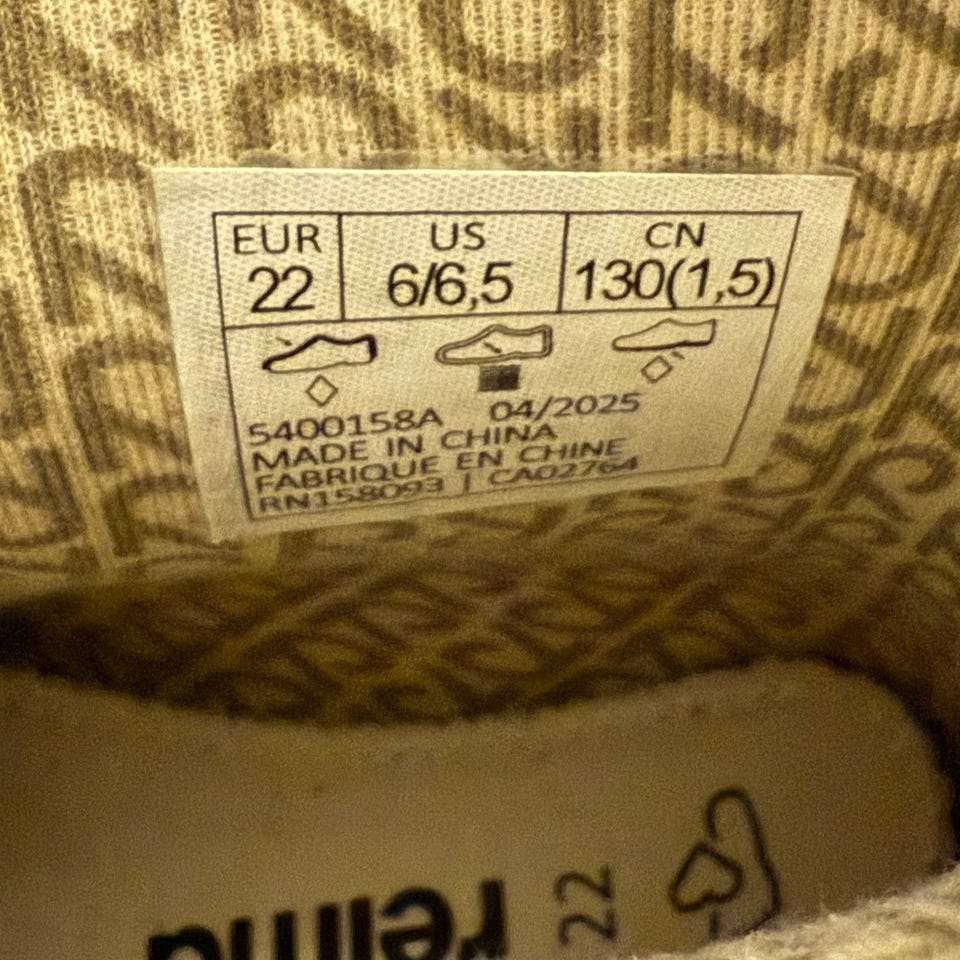 EUR US CN
22 6/6,5 130(1,5)
5400158A 04/2025
MADE IN CHINA
FABRIQUE EN CHINE
RN158093 | CA02764
reima 22